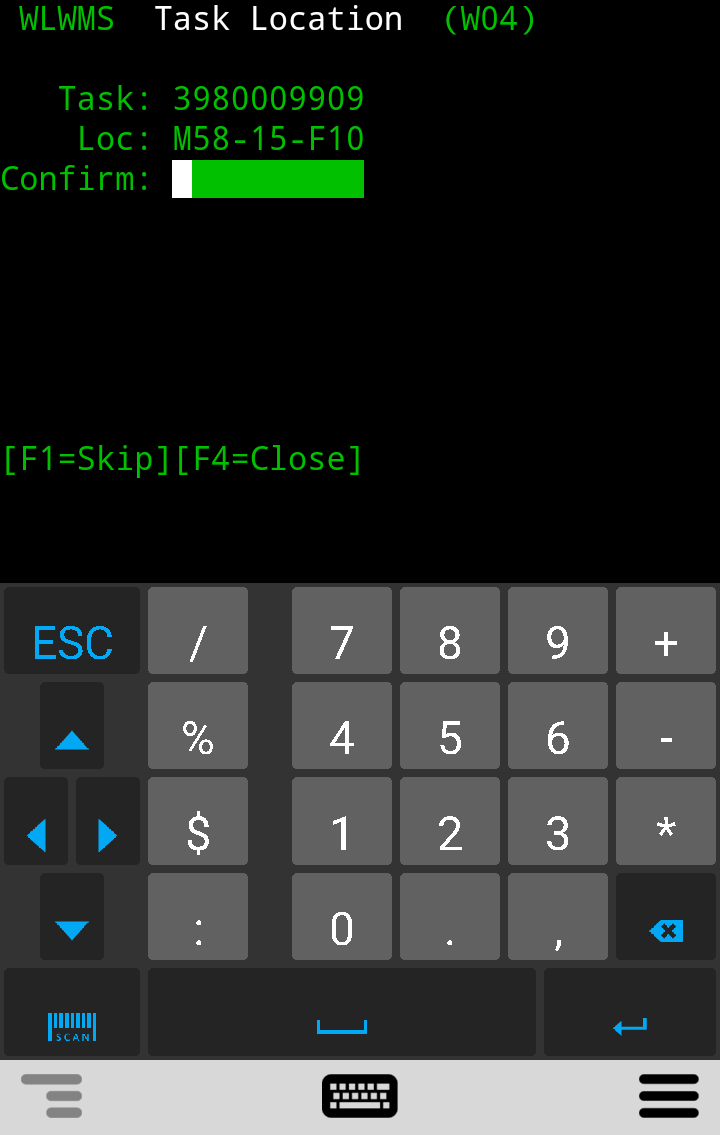 WLWMS Task Location (WO4)
Task: 3980009909
Loc: M58-15-F10
Confirm:
[F1=Skip][F4=Close]
ESC / 7 8 9 +
% 4 5 6 -
$ 1 2 3 *
: 0 . ,
SCAN